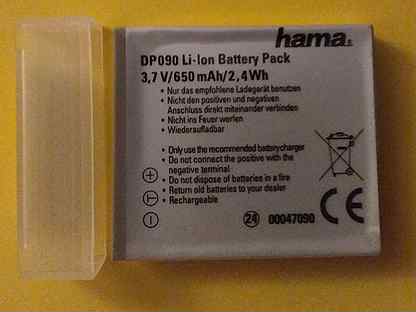 hama
DP090 Li-Ion Battery Pack
3,7 V/650 mAh/2,4Wh
• Nur das empfohlene Ladegerät benutzen
• Nicht den positiven und negativen
Anschluss direkt miteinander verbinden
• Nicht ins Feuer werfen
• Wiederaufladbar
• Only use the recommended battery charger
• Do not connect the positive with the
negative terminal
• Do not dispose of batteries in a fire
• Return old batteries to your dealer
• Rechargeable
24 00047090 CE